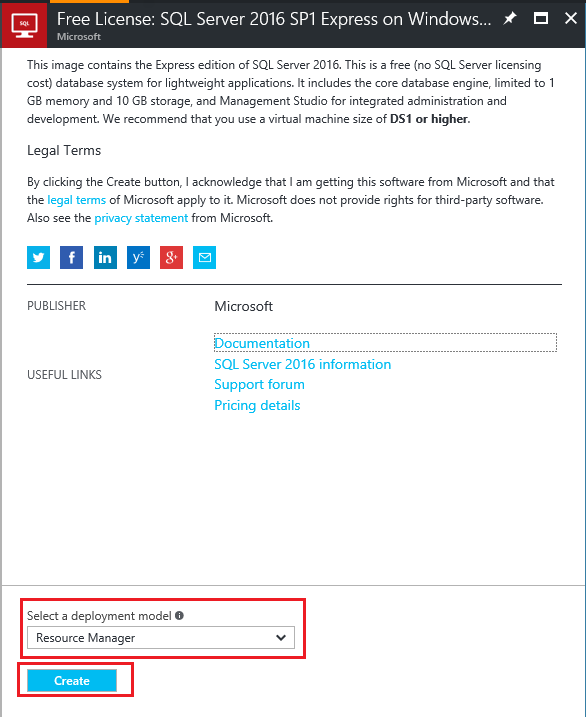 SQL
Free License: SQL Server 2016 SP1 Express on Windows...
Microsoft
This image contains the Express edition of SQL Server 2016. This is a free (no SQL Server licensing
cost) database system for lightweight applications. It includes the core database engine, limited to 1
GB memory and 10 GB storage, and Management Studio for integrated administration and
development. We recommend that you use a virtual machine size of DS1 or higher.
Legal Terms
By clicking the Create button, I acknowledge that I am getting this software from Microsoft and that
the legal terms of Microsoft apply to it. Microsoft does not provide rights for third-party software.
Also see the privacy statement from Microsoft.
PUBLISHER
Microsoft
USEFUL LINKS
Documentation
SQL Server 2016 information
Support forum
Pricing details
Select a deployment model
Resource Manager
Create